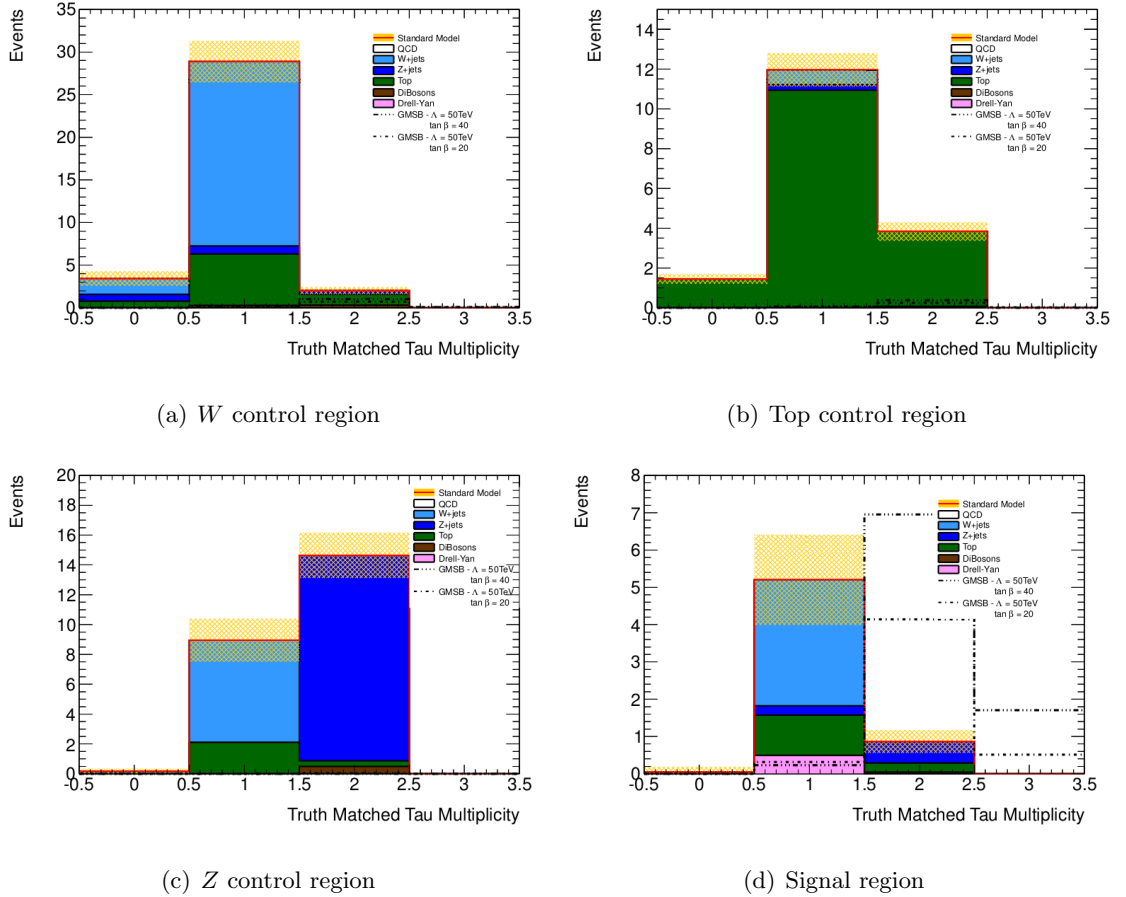 Events
35
30
25
20
15
10
5
0
Standard Model
QCD
W+jets
Z+jets
Top
DiBosons
Drell-Yan
GMSB - Λ = 50TeV
tan β = 40
GMSB - Λ = 50TeV
tan β = 20
-0.5 0 0.5 1 1.5 2 2.5 3 3.5
Truth Matched Tau Multiplicity
(a) W control region
Events
14
12
10
8
6
4
2
0
Standard Model
QCD
W+jets
Z+jets
Top
DiBosons
Drell-Yan
GMSB - Λ = 50TeV
tan β = 40
GMSB - Λ = 50TeV
tan β = 20
-0.5 0 0.5 1 1.5 2 2.5 3 3.5
Truth Matched Tau Multiplicity
(b) Top control region
Events
20
18
16
14
12
10
8
6
4
2
0
Standard Model
QCD
W+jets
Z+jets
Top
DiBosons
Drell-Yan
GMSB - Λ = 50TeV
tan β = 40
GMSB - Λ = 50TeV
tan β = 20
-0.5 0 0.5 1 1.5 2 2.5 3 3.5
Truth Matched Tau Multiplicity
(c) Z control region
Events
8
7
6
5
4
3
2
1
0
Standard Model
QCD
W+jets
Z+jets
Top
DiBosons
Drell-Yan
GMSB - Λ = 50TeV
tan β = 40
GMSB - Λ = 50TeV
tan β = 20
-0.5 0 0.5 1 1.5 2 2.5 3 3.5
Truth Matched Tau Multiplicity
(d) Signal region